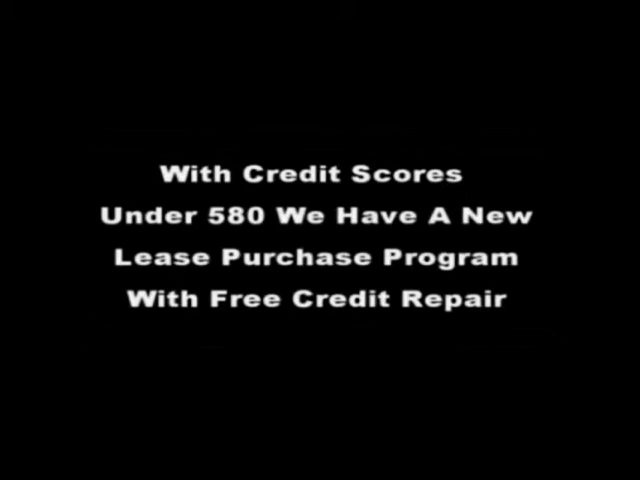 With Credit Scores
Under 580 We Have A New
Lease Purchase Program
With Free Credit Repair